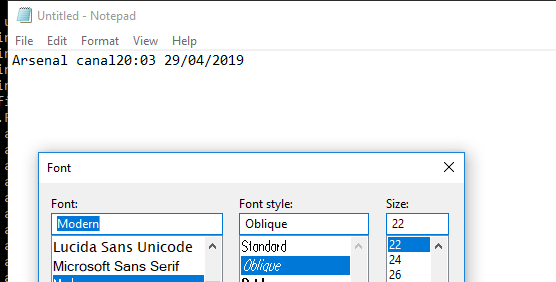 Untitled - Notepad
File Edit Format View Help
Arsenal canal20:03 29/04/2019
Font
Font: Font style: Size:
Modern Oblique 22
Lucida Sans Unicode Standard 22
Microsoft Sans Serif Oblique 24
26